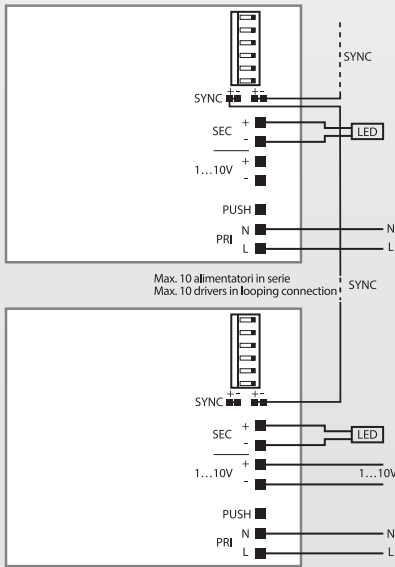 SYNC
+- +-
SYNC
SEC
+
-
LED
1...10V
+
-
PUSH
PRI
N
N
L
L
Max. 10 alimentatori in serie
Max. 10 drivers in looping connection
SYNC
+- +-
SYNC
SEC
+
-
LED
1...10V
+
-
1...10V
PUSH
PRI
N
N
L
L